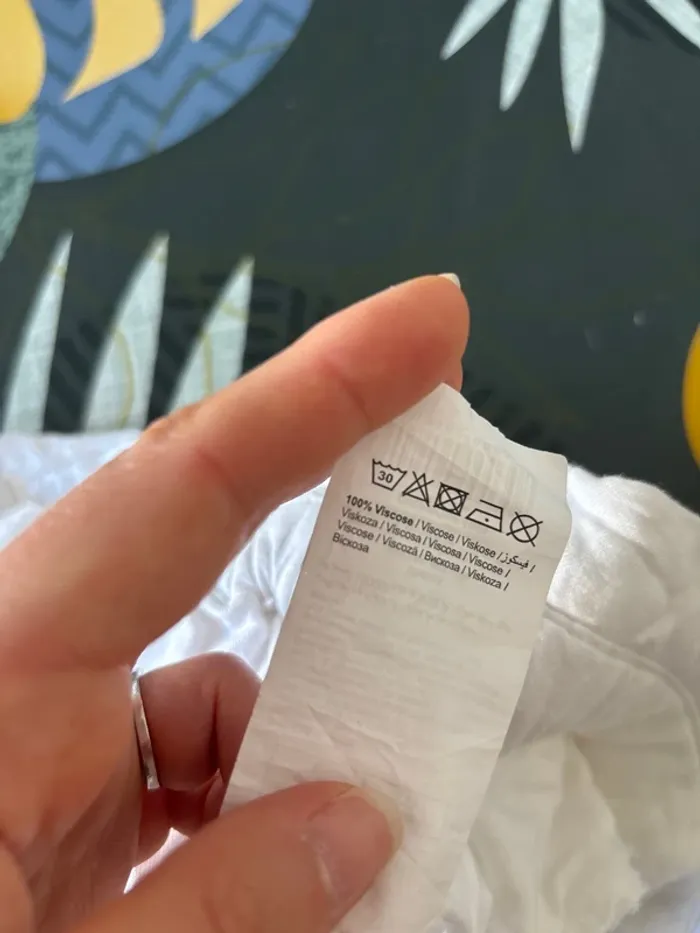 30
100% Viscose / Viscose / Viskose / فيسكوز /
Viskoza / Viscosa / Viscosa / Viscose /
Viscose / Viscoză / Вискоза / Viskoza /
Віскоза